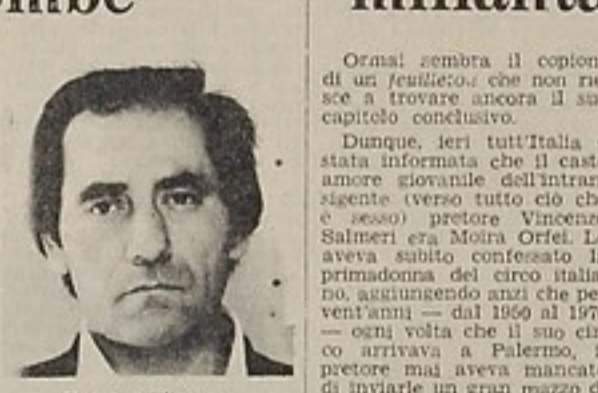 Ormai sembra il copion
di un feuilleton che non rie
sce a trovare ancora il su
capitolo conclusivo.
Dunque, ieri tutt'Italia
stata informata che il cast
amore giovanile dell'intran
sigente (verso tutto ciò ch
e sesso) pretore Vincenz
Salmeri era Moira Orfei. L
aveva subito confessato l
primadonna del circo italia
no, aggiungendo anzi che pe
vent'anni — dal 1950 al 197
— ogni volta che il suo cir
co arrivava a Palermo, i
pretore mai aveva mancat
di inviarle un gran mazzo d